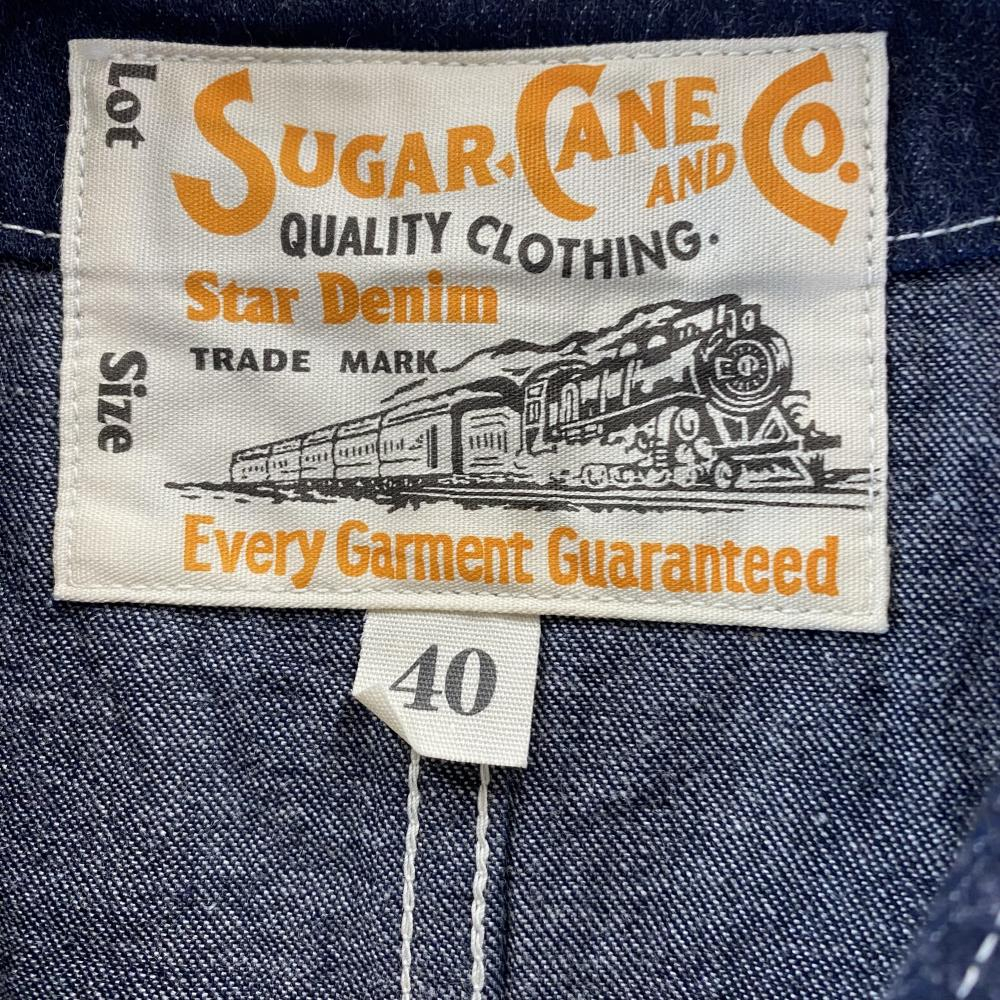 Lot
SUGAR CANE AND CO.
QUALITY CLOTHING.
Star Denim
TRADE MARK
Size
Every Garment Guaranteed
40